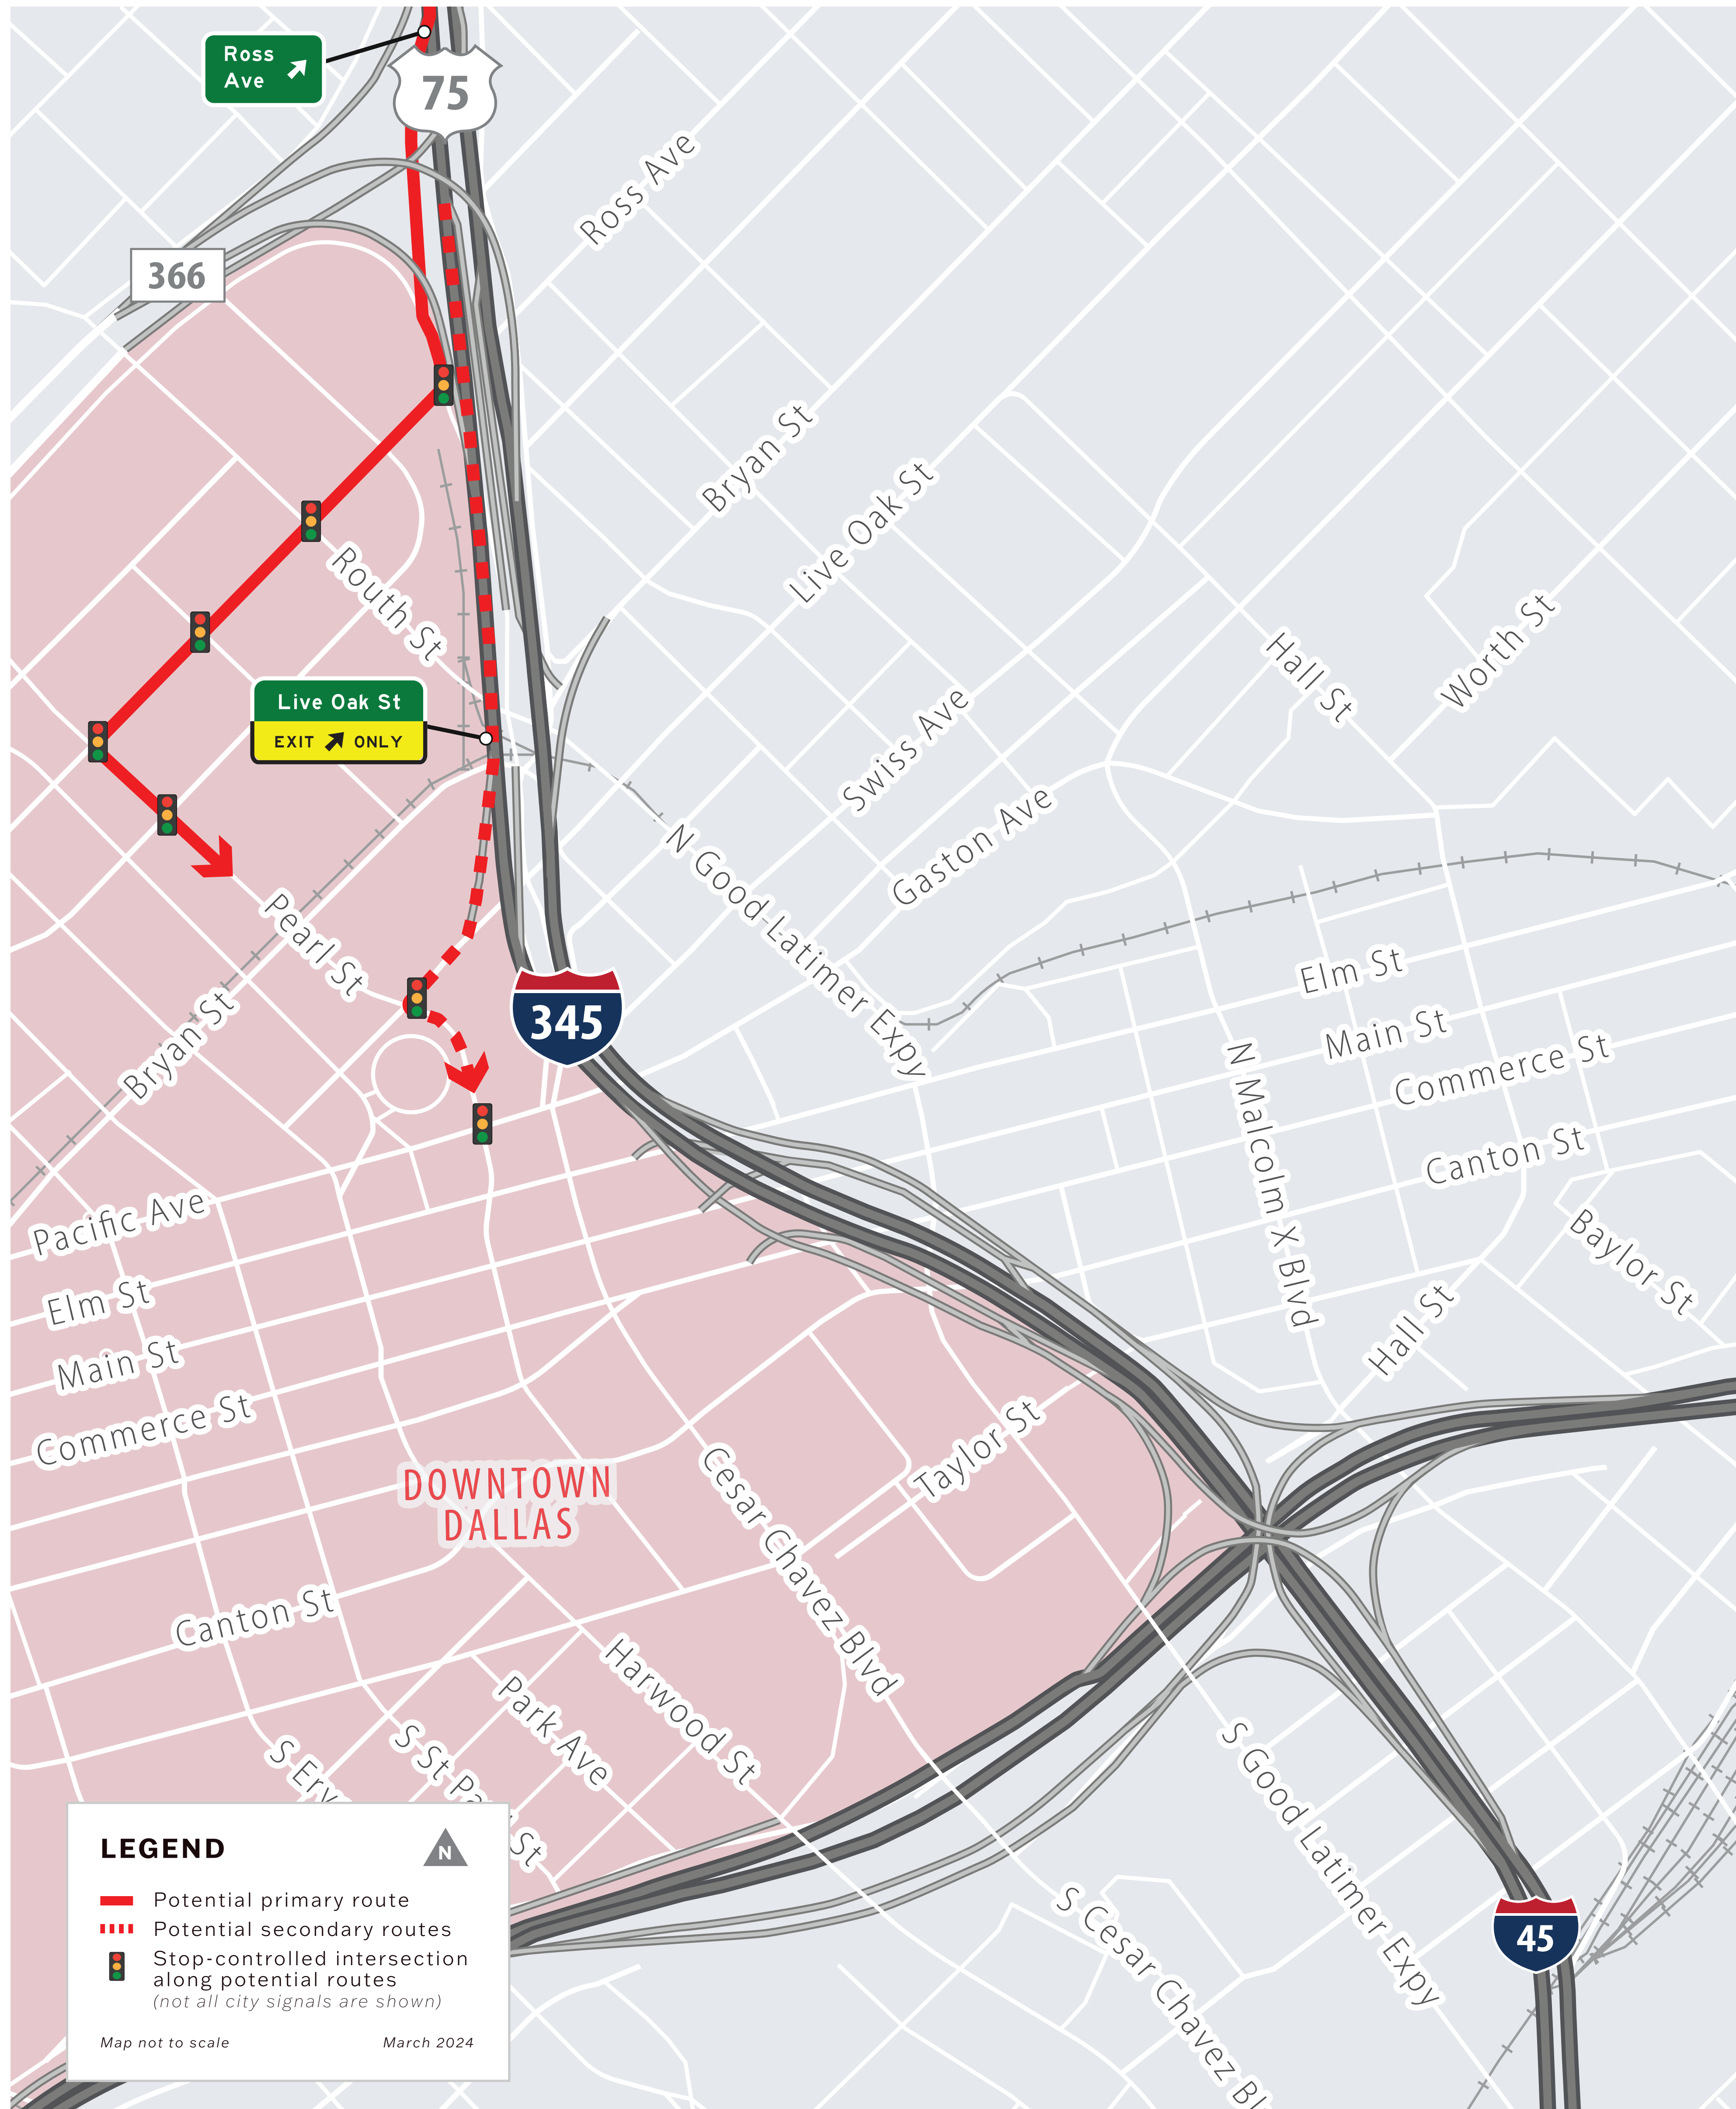 Ross
Ave
75
Ross Ave
366
Bryan St
Live Oak St
Routh St
Hall St
Worth St
Live Oak St
EXIT ONLY
Swiss Ave
Gaston Ave
N Good-Latimer Expy
Pearl St
345
Elm St
Main St
Commerce St
Bryan St
N Malcolm X Blvd
Canton St
Pacific Ave
Baylor St
Elm St
Hall St
Main St
Commerce St
Taylor St
DOWNTOWN
DALLAS
Cesar Chavez Blvd
Canton St
Harwood St
Park Ave
S St Pa St
S Erv
S Good Latimer Expy
S Cesar Chavez Bl
45
LEGEND
N
Potential primary route
Potential secondary routes
Stop-controlled intersection
along potential routes
(not all city signals are shown)
Map not to scale
March 2024